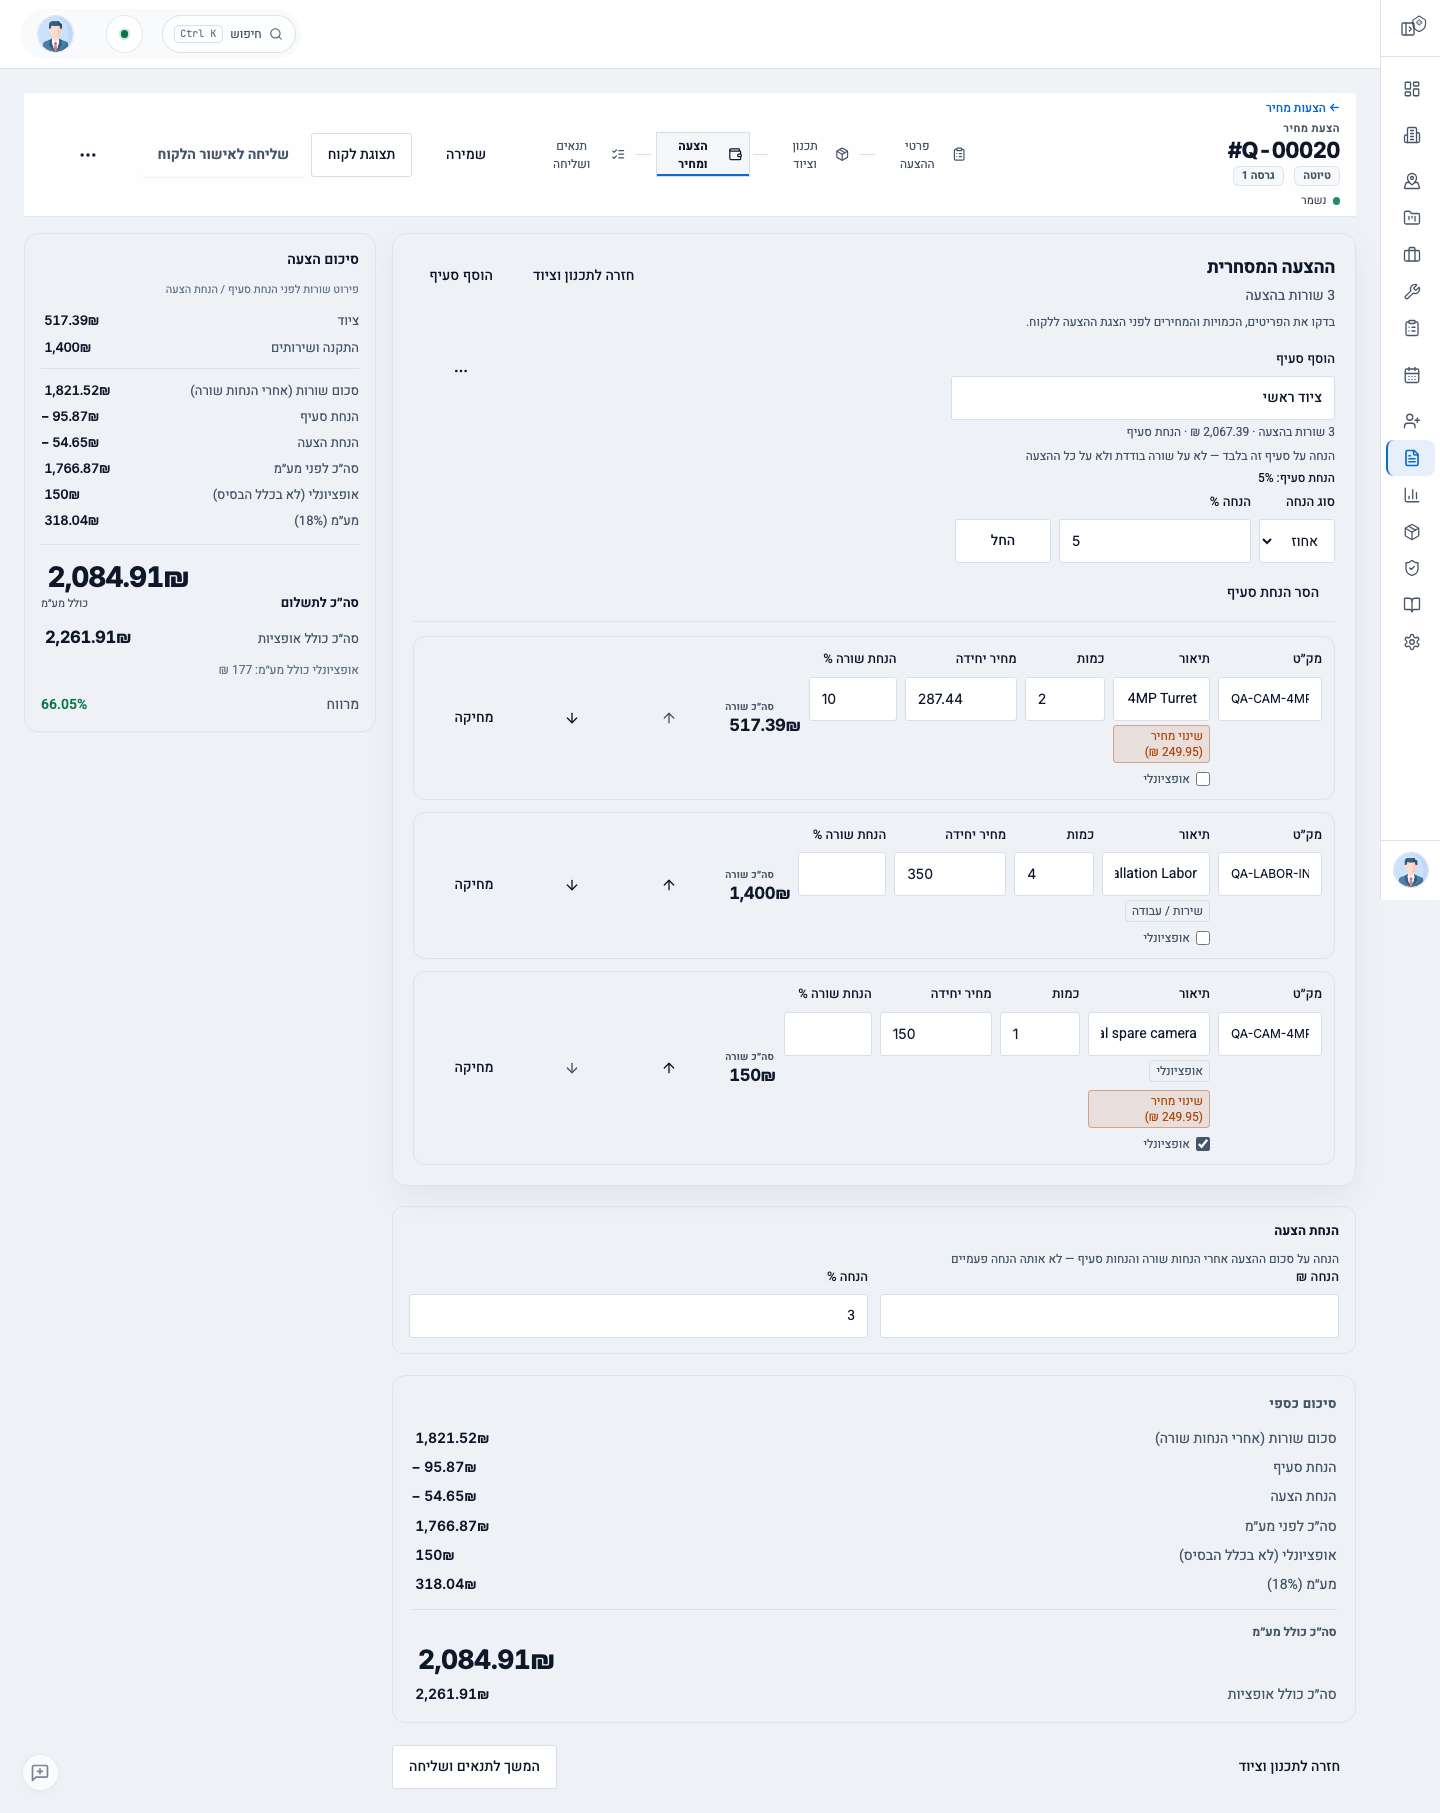 חיפוש Ctrl K
← הצעות מחיר
הצעת מחיר
#Q-00020
טיוטה
גרסה 1
נשמר
פרטי ההצעה
תכנון וציוד
הצעה ומחיר
תנאים ושליחה
שמירה
תצוגת לקוח
שליחה לאישור הלקוח
ההצעה המסחרית
3 שורות בהצעה
בדקו את הפריטים, הכמויות והמחירים לפני הצגת ההצעה ללקוח.
חזרה לתכנון וציוד
הוסף סעיף
הוסף סעיף
ציוד ראשי
3 שורות בהצעה · 2,067.39 ₪ · הנחת סעיף
הנחה על סעיף זה בלבד — לא על שורה בודדת ולא על כל ההצעה
הנחת סעיף: 5%
סוג הנחה
הנחה %
אחוז
5
החל
הסר הנחת סעיף
מק״ט תיאור כמות מחיר יחידה הנחת שורה %
QA-CAM-4MP
4MP Turret
2
287.44
10
סה״כ שורה
517.39₪
מחיקה
שינוי מחיר
(249.95 ₪)
אופציונלי
מק״ט תיאור כמות מחיר יחידה הנחת שורה %
QA-LABOR-IN
allation Labor
4
350
סה״כ שורה
1,400₪
מחיקה
שירות / עבודה
אופציונלי
מק״ט תיאור כמות מחיר יחידה הנחת שורה %
QA-CAM-4MP
al spare camera
1
150
סה״כ שורה
150₪
מחיקה
אופציונלי
שינוי מחיר
(249.95 ₪)
אופציונלי
הנחת הצעה
הנחה על סכום ההצעה אחרי הנחות שורה והנחות סעיף — לא אותה הנחה פעמיים
הנחה ₪
הנחה %
3
סיכום כספי
סכום שורות (אחרי הנחות שורה) 1,821.52₪
הנחת סעיף – 95.87₪
הנחת הצעה – 54.65₪
סה״כ לפני מע״מ 1,766.87₪
אופציונלי (לא בכלל הבסיס) 150₪
מע״מ (18%) 318.04₪
סה״כ כולל מע״מ
2,084.91₪
סה״כ כולל אופציות 2,261.91₪
חזרה לתכנון וציוד
המשך לתנאים ושליחה
סיכום הצעה
פירוט שורות לפני הנחת סעיף / הנחת הצעה
ציוד 517.39₪
התקנה ושירותים 1,400₪
סכום שורות (אחרי הנחות שורה) 1,821.52₪
הנחת סעיף – 95.87₪
הנחת הצעה – 54.65₪
סה״כ לפני מע״מ 1,766.87₪
אופציונלי (לא בכלל הבסיס) 150₪
מע״מ (18%) 318.04₪
2,084.91₪
סה״כ לתשלום כולל מע״מ
סה״כ כולל אופציות 2,261.91₪
אופציונלי כולל מע״מ: 177 ₪
מרווח 66.05%